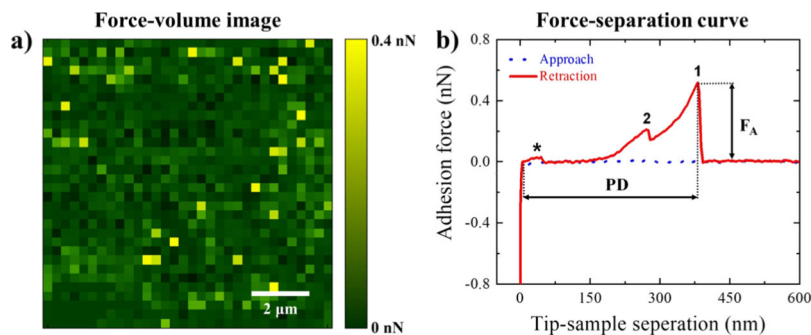 Force-volume image
a)
0.4 nN
2 µm
0 nN
Force-separation curve
b)
Adhesion force (nN)
0.8
0.4
0.0
-0.4
-0.8
Approach
Retraction
*
2
1
F_A
PD
0
150
300
450
600
Tip-sample seperation (nm)